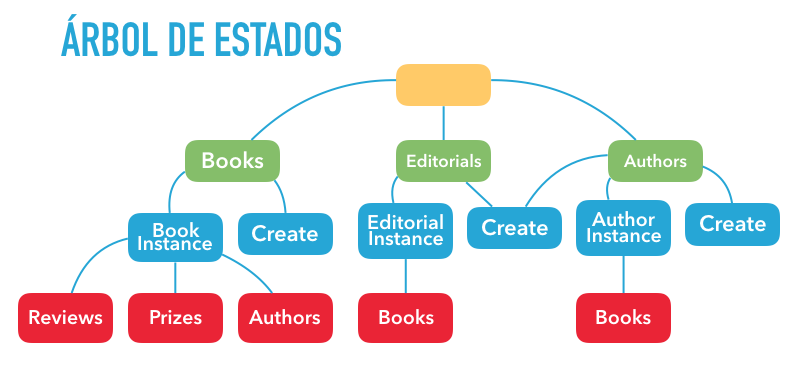 ÁRBOL DE ESTADOS
Books
Editorials
Authors
Book
Instance
Create
Editorial
Instance
Create
Author
Instance
Create
Reviews
Prizes
Authors
Books
Books